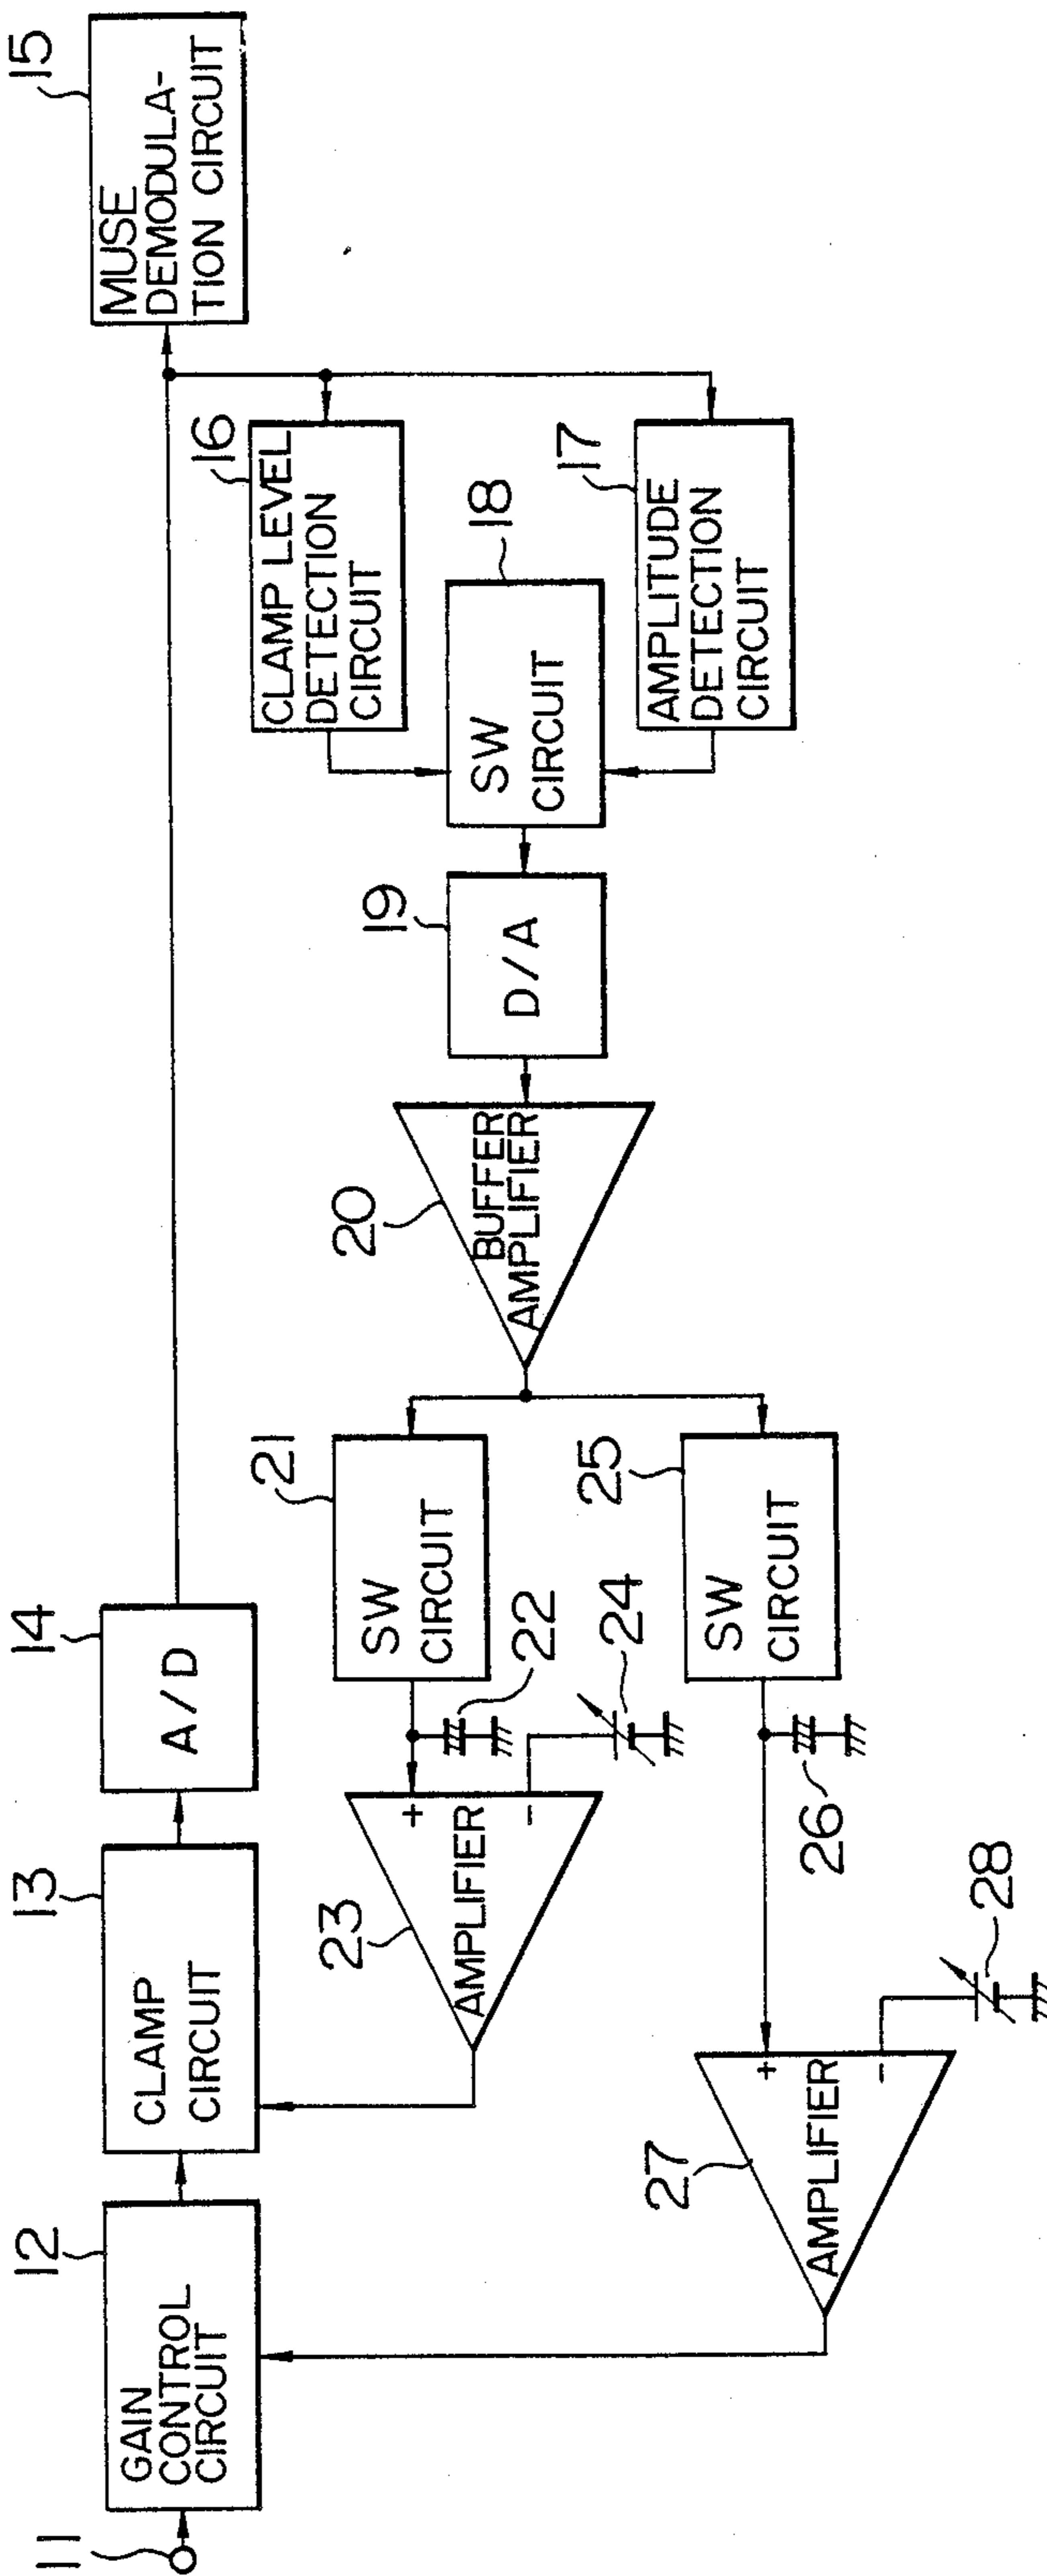 11
12
GAIN
CONTROL
CIRCUIT
13
CLAMP
CIRCUIT
14
A/D
15
MUSE
DEMODULA-
TION CIRCUIT
16
CLAMP LEVEL
DETECTION
CIRCUIT
17
AMPLITUDE
DETECTION
CIRCUIT
18
SW
CIRCUIT
19
D/A
20
BUFFER
AMPLIFIER
21
SW
CIRCUIT
22
23
AMPLIFIER
+
-
24
25
SW
CIRCUIT
26
27
AMPLIFIER
+
-
28